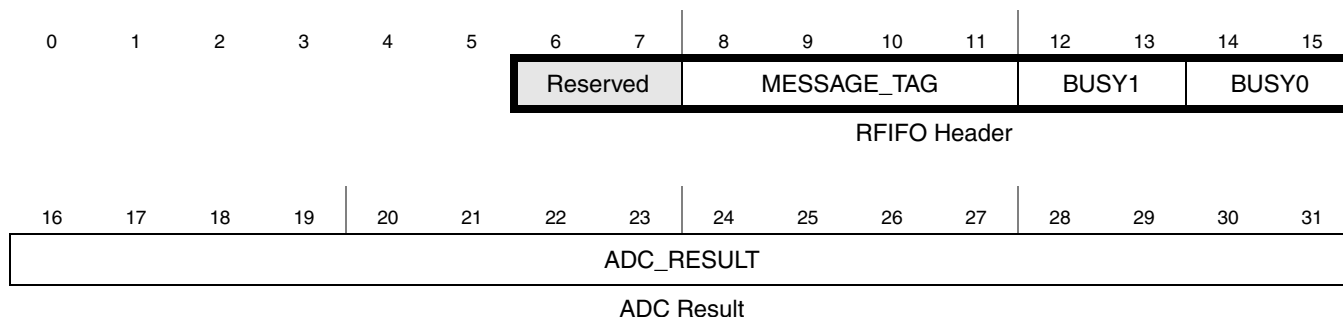 0 1 2 3 4 5 6 7 8 9 10 11 12 13 14 15
Reserved MESSAGE_TAG BUSY1 BUSY0
RFIFO Header
16 17 18 19 20 21 22 23 24 25 26 27 28 29 30 31
ADC_RESULT
ADC Result